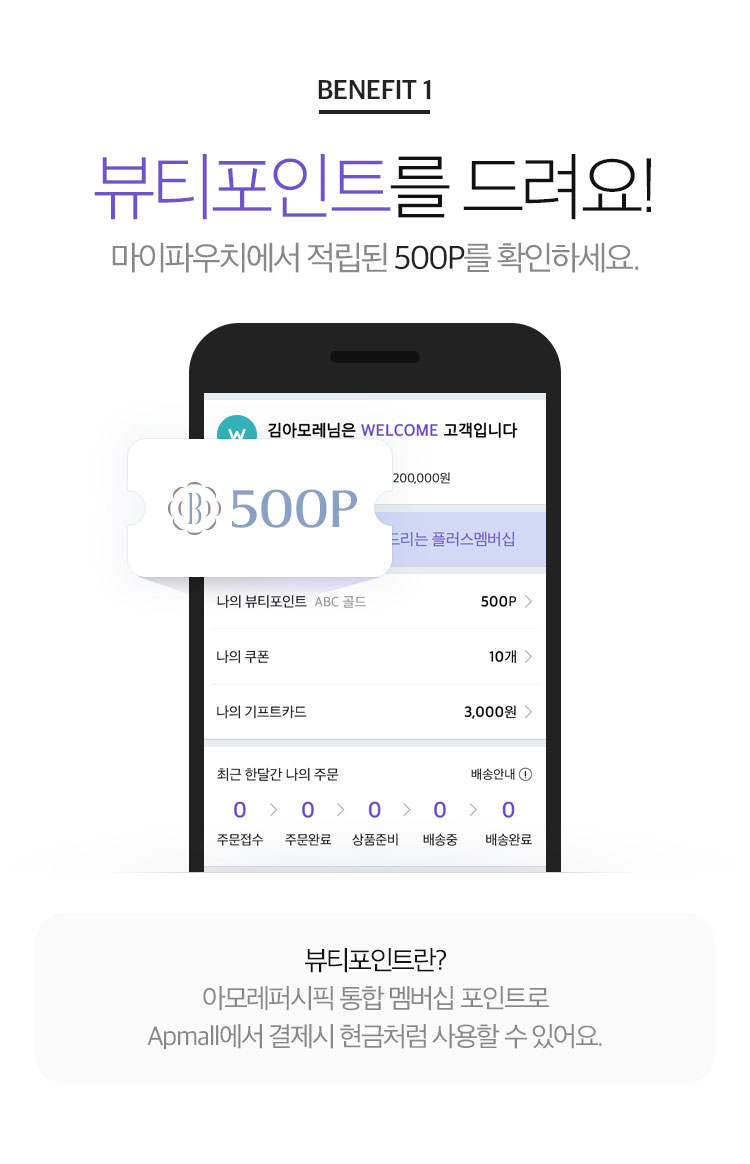 BENEFIT 1
뷰티포인트를 드려요!
마이파우치에서 적립된 500P를 확인하세요.
W 김아모레님은 WELCOME 고객입니다
200,000원
B 500P
드리는 플러스멤버십
나의 뷰티포인트 ABC 골드 500P
나의 쿠폰 10개
나의 기프트카드 3,000원
최근 한달간 나의 주문 배송안내
0 0 0 0 0
주문접수 주문완료 상품준비 배송중 배송완료
뷰티포인트란?
아모레퍼시픽 통합 멤버십 포인트로
Apmall에서 결제시 현금처럼 사용할 수 있어요.